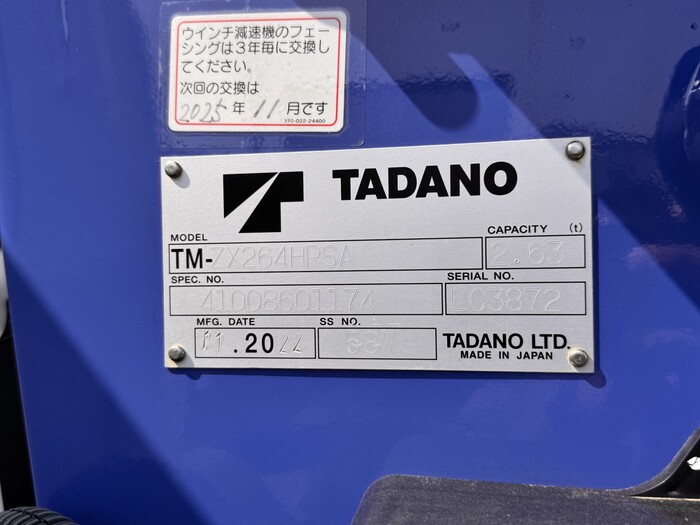 ウインチ減速機のフェー
シングは3年毎に交換し
てください。
次回の交換は
2025年 11月です
XP0-022-24400
TADANO
MODEL
CAPACITY (t)
TM-ZX264HRSA
2.63
SPEC. NO.
SERIAL NO.
41008601174
LC3872
MFG. DATE
SS NO.
11.2022
TADANO LTD.
MADE IN JAPAN